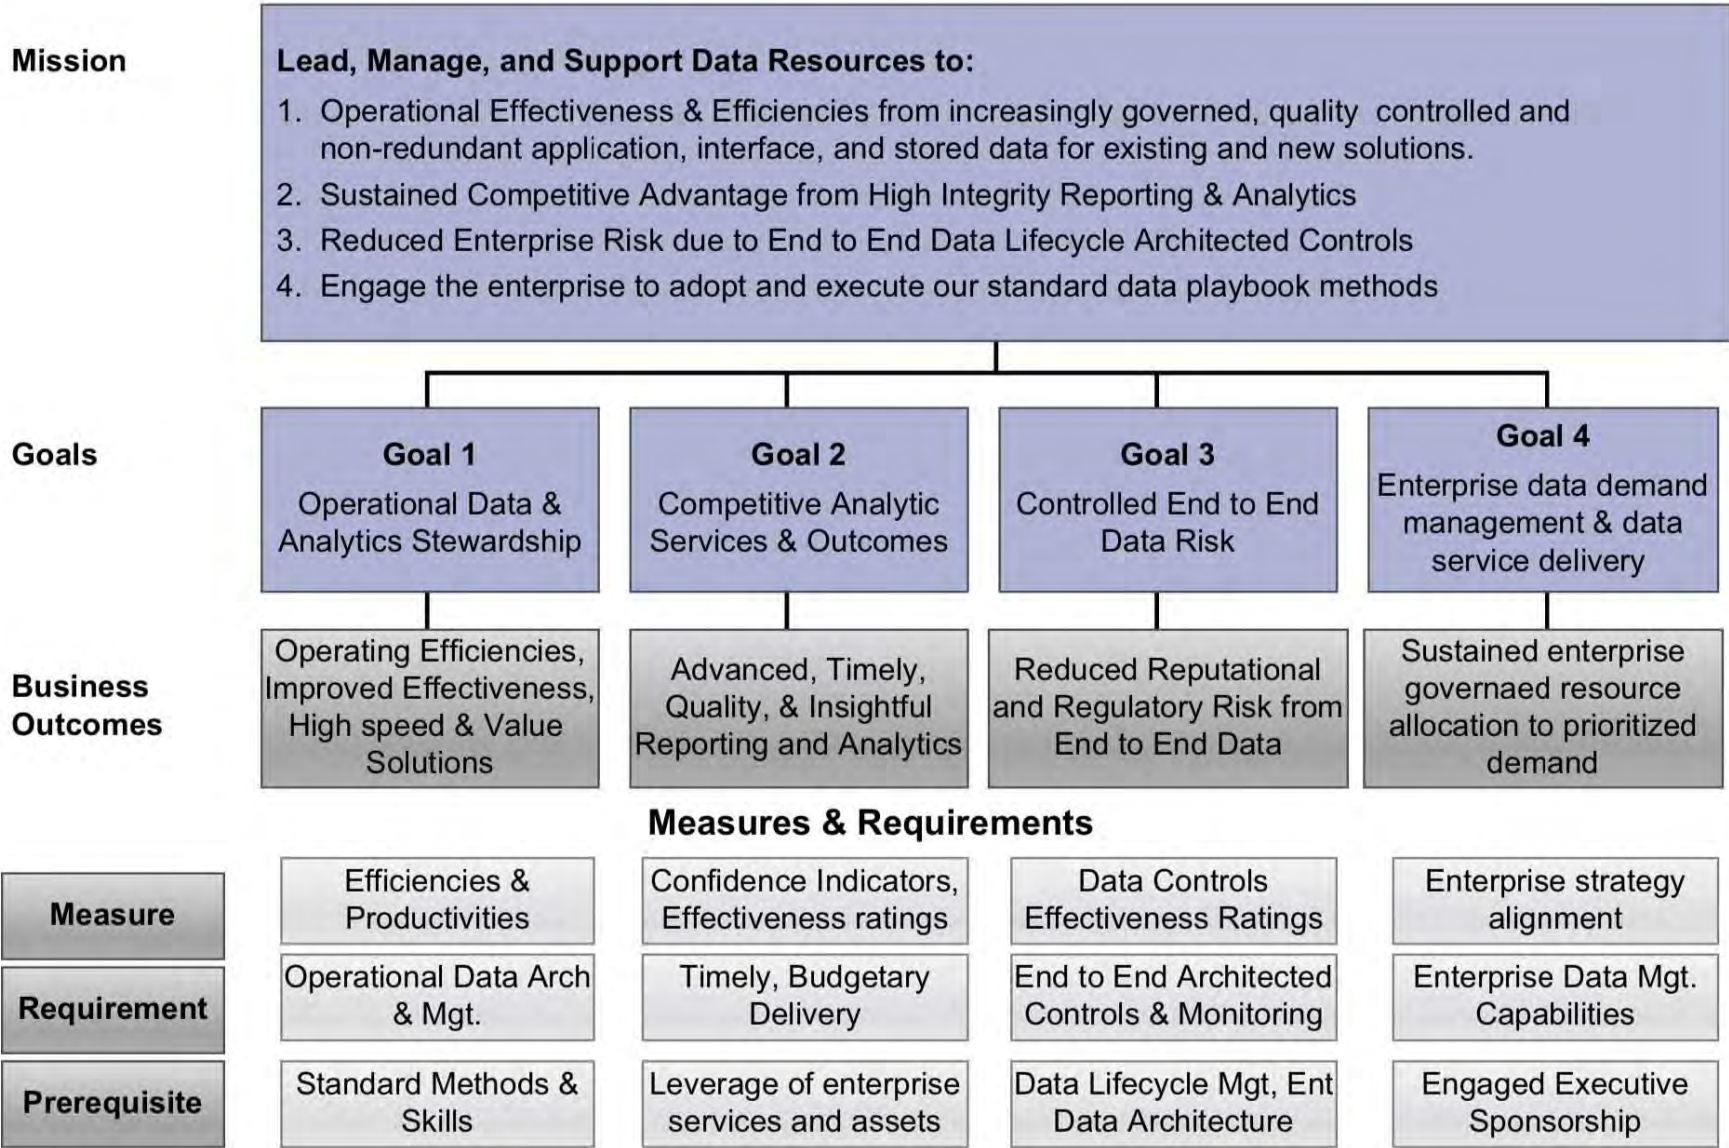 Mission
Lead, Manage, and Support Data Resources to:
1. Operational Effectiveness & Efficiencies from increasingly governed, quality controlled and
non-redundant application, interface, and stored data for existing and new solutions.
2. Sustained Competitive Advantage from High Integrity Reporting & Analytics
3. Reduced Enterprise Risk due to End to End Data Lifecycle Architected Controls
4. Engage the enterprise to adopt and execute our standard data playbook methods
Goals
Goal 1
Operational Data &
Analytics Stewardship
Goal 2
Competitive Analytic
Services & Outcomes
Goal 3
Controlled End to End
Data Risk
Goal 4
Enterprise data demand
management & data
service delivery
Business
Outcomes
Operating Efficiencies,
Improved Effectiveness,
High speed & Value
Solutions
Advanced, Timely,
Quality, & Insightful
Reporting and Analytics
Reduced Reputational
and Regulatory Risk from
End to End Data
Sustained enterprise
governaed resource
allocation to prioritized
demand
Measures & Requirements
Measure
Efficiencies &
Productivities
Confidence Indicators,
Effectiveness ratings
Data Controls
Effectiveness Ratings
Enterprise strategy
alignment
Requirement
Operational Data Arch
& Mgt.
Timely, Budgetary
Delivery
End to End Architected
Controls & Monitoring
Enterprise Data Mgt.
Capabilities
Prerequisite
Standard Methods &
Skills
Leverage of enterprise
services and assets
Data Lifecycle Mgt, Ent
Data Architecture
Engaged Executive
Sponsorship